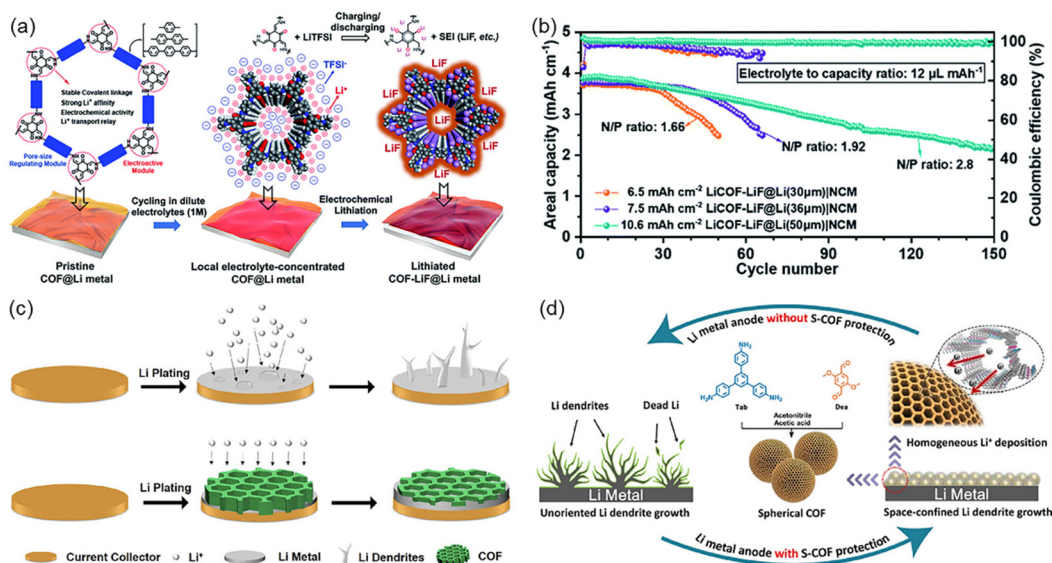 (a)
+ LiTFSI
Charging/
discharging
+ SEI (LiF, etc.)
Stable Covalent linkage
Strong Li⁺ affinity
Electrochemical activity
Li⁺ transport relay
Pore-size
Regulating Module
Electroactive
Module
TFSI⁻
Li⁺
LiF
LiF
LiF
LiF
LiF
LiF
LiF
Cycling in dilute
electrolytes (1M)
Electrochemical
Lithiation
Pristine
COF@Li metal
Local electrolyte-concentrated
COF@Li metal
Lithiated
COF-LiF@Li metal
(b)
Areal capacity (mAh cm⁻²)
5
4
3
2
1
0
Electrolyte to capacity ratio: 12 μL mAh⁻¹
N/P ratio: 1.66
N/P ratio: 1.92
N/P ratio: 2.8
6.5 mAh cm⁻² LiCOF-LiF@Li(30μm)|NCM
7.5 mAh cm⁻² LiCOF-LiF@Li(36μm)|NCM
10.6 mAh cm⁻² LiCOF-LiF@Li(50μm)|NCM
0 30 60 90 120 150
Cycle number
100
80
60
40
20
0
Coulombic efficiency (%)
(c)
Li Plating
Li Plating
Current Collector
Li⁺
Li Metal
Li Dendrites
COF
(d)
Li metal anode without S-COF protection
NH₂
H₂N
NH₂
Tab
Dea
Acetonitrile
Acetic acid
Li dendrites
Dead Li
Homogeneous Li⁺ deposition
Li Metal
Unoriented Li dendrite growth
Spherical COF
Li Metal
Space-confined Li dendrite growth
Li metal anode with S-COF protection